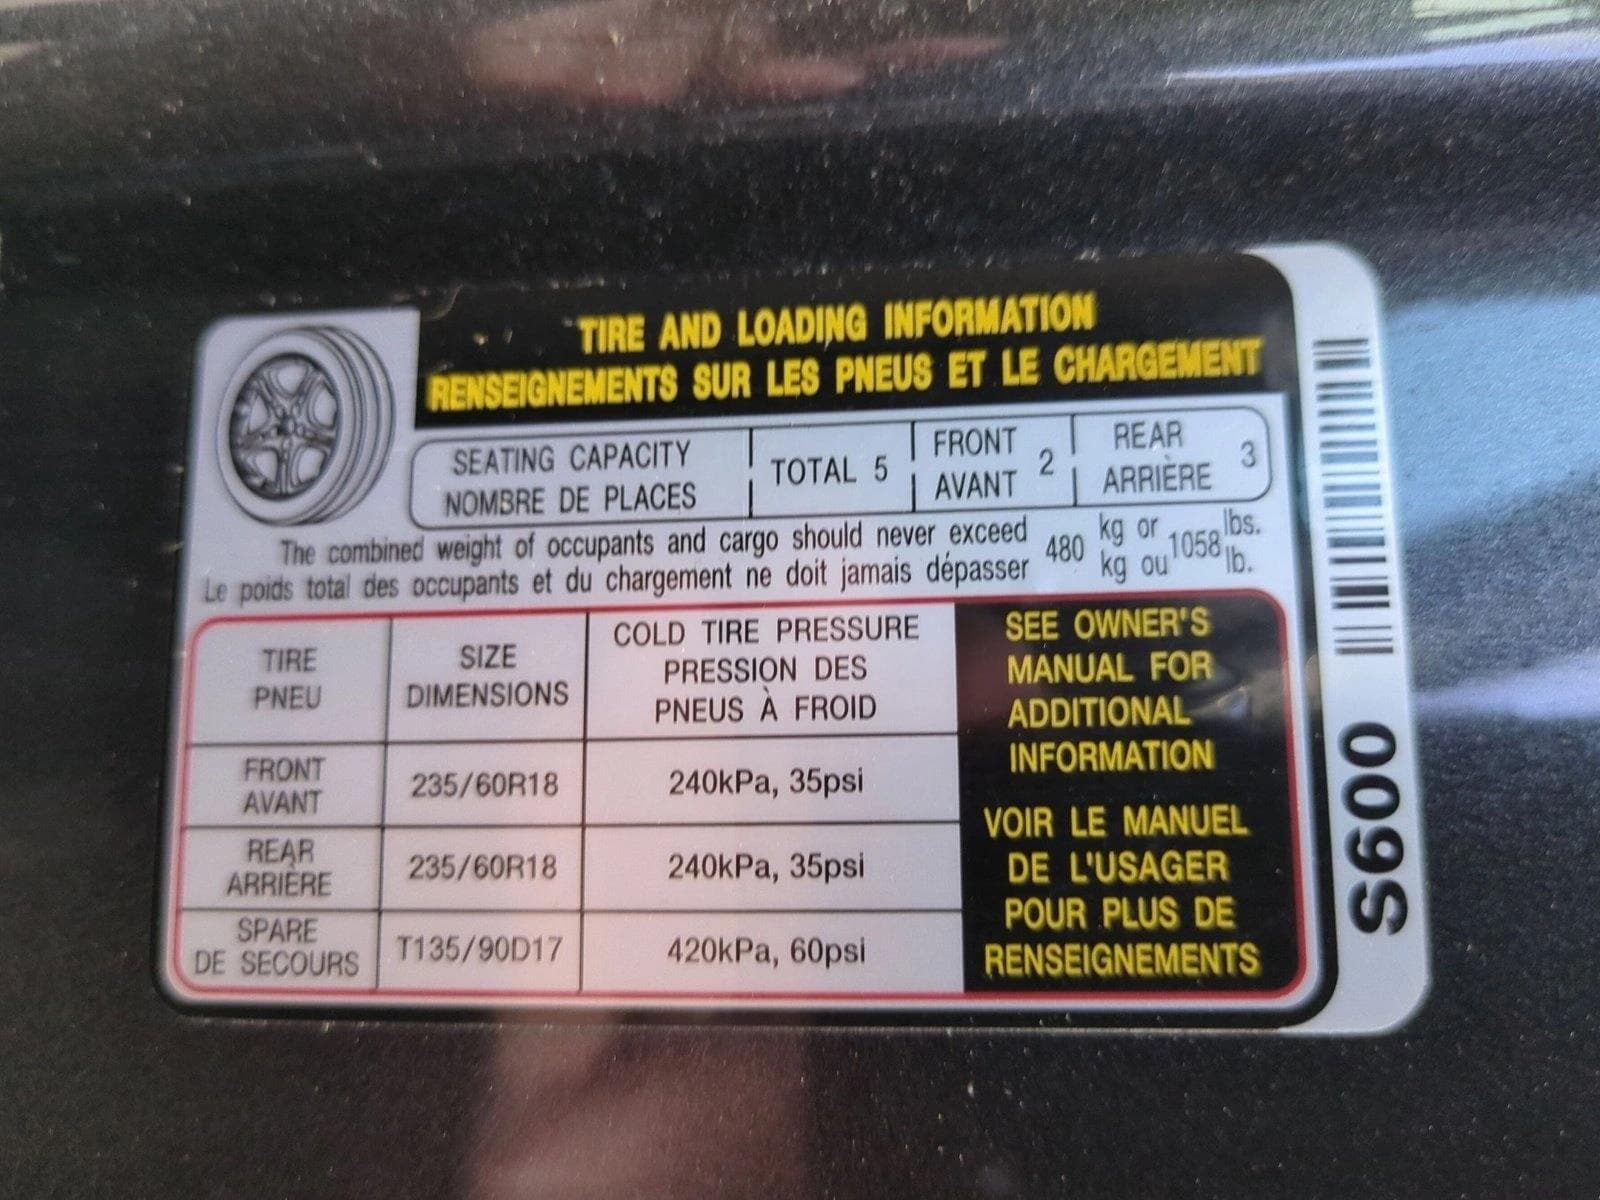 TIRE AND LOADING INFORMATION
RENSEIGNEMENTS SUR LES PNEUS ET LE CHARGEMENT
SEATING CAPACITY
NOMBRE DE PLACES
TOTAL 5
FRONT
AVANT
2
REAR
ARRIÈRE
3
The combined weight of occupants and cargo should never exceed
Le poids total des occupants et du chargement ne doit jamais dépasser
480
kg or
kg ou
1058
lbs.
lb.
TIRE
PNEU
SIZE
DIMENSIONS
COLD TIRE PRESSURE
PRESSION DES
PNEUS À FROID
FRONT
AVANT
235/60R18
240kPa, 35psi
REAR
ARRIÈRE
235/60R18
240kPa, 35psi
SPARE
DE SECOURS
T135/90D17
420kPa, 60psi
SEE OWNER'S
MANUAL FOR
ADDITIONAL
INFORMATION
VOIR LE MANUEL
DE L'USAGER
POUR PLUS DE
RENSEIGNEMENTS
S600